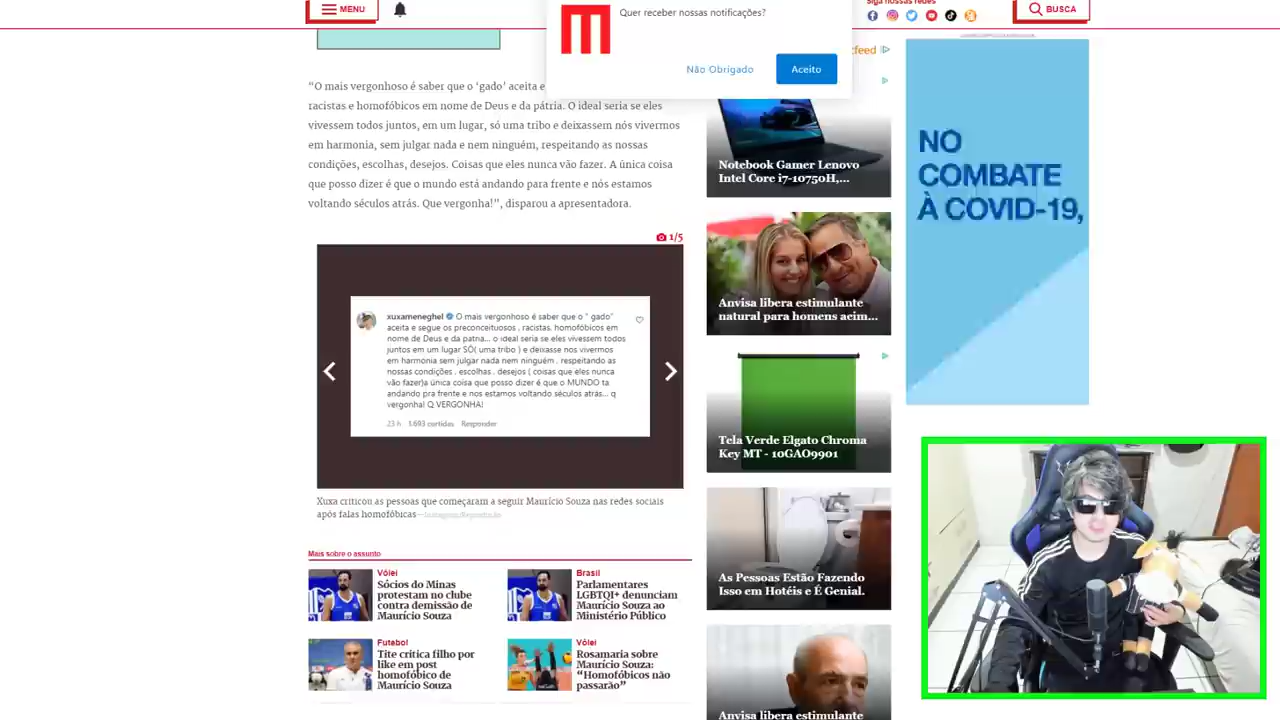 MENU
Quer receber nossas notificações?
Não Obrigado
Aceito
Siga nossas redes
BUSCA
feed
“O mais vergonhoso é saber que o ‘gado’ aceita e
racistas e homofóbicos em nome de Deus e da pátria. O ideal seria se eles
vivessem todos juntos, em um lugar, só uma tribo e deixassem nós vivermos
em harmonia, sem julgar nada e nem ninguém, respeitando as nossas
condições, escolhas, desejos. Coisas que eles nunca vão fazer. A única coisa
que posso dizer é que o mundo está andando para frente e nós estamos
voltando séculos atrás. Que vergonha!”, disparou a apresentadora.
1/5
xuxameneghel O mais vergonhoso é saber que o " gado"
aceita e segue os preconceituosos , racistas, homofóbicos em
nome de Deus e da patria... o ideal seria se eles vivessem todos
juntos em um lugar SÓ( uma tribo ) e deixasse nos vivermos
em harmonia sem julgar nada nem ninguém , respeitando as
nossas condições , escolhas , desejos ( coisas que eles nunca
vão fazer)a única coisa que posso dizer é que o MUNDO ta
andando pra frente e nos estamos voltando séculos atrás... q
vergonha! Q VERGONHA!
23 h 1.693 curtidas Responder
Xuxa criticou as pessoas que começaram a seguir Maurício Souza nas redes sociais
após falas homofóbicas—Instagram/Reprodução
Mais sobre o assunto
Vôlei
Sócios do Minas
protestam no clube
contra demissão de
Maurício Souza
Brasil
Parlamentares
LGBTQI+ denunciam
Maurício Souza ao
Ministério Público
Futebol
Tite critica filho por
like em post
homofóbico de
Maurício Souza
Vôlei
Rosamaria sobre
Maurício Souza:
“Homofóbicos não
passarão”
Notebook Gamer Lenovo
Intel Core i7-10750H,...
Anvisa libera estimulante
natural para homens acim...
Tela Verde Elgato Chroma
Key MT - 10GAO9901
As Pessoas Estão Fazendo
Isso em Hotéis e É Genial.
Anvisa libera estimulante
NO
COMBATE
À COVID-19,